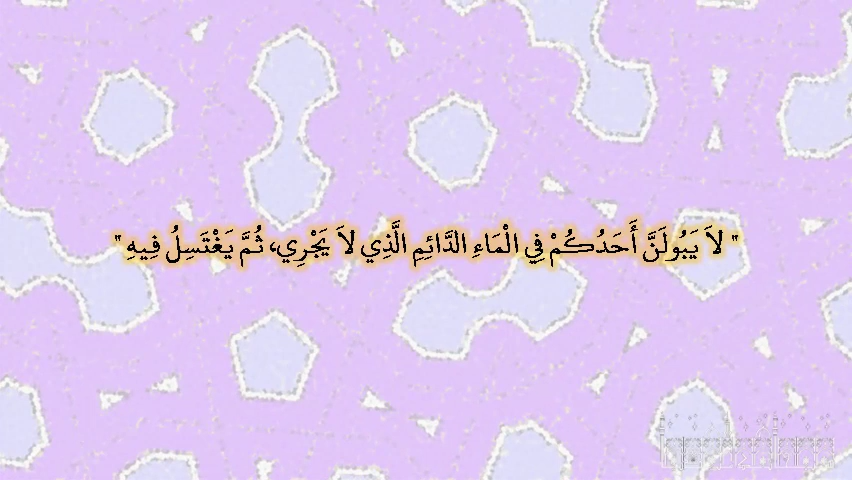 " لاَ يَبُولَنَّ أَحَدُكُمْ فِي الْمَاءِ الدَّائِمِ الَّذِي لاَ يَجْرِي، ثُمَّ يَغْتَسِلُ فِيهِ "